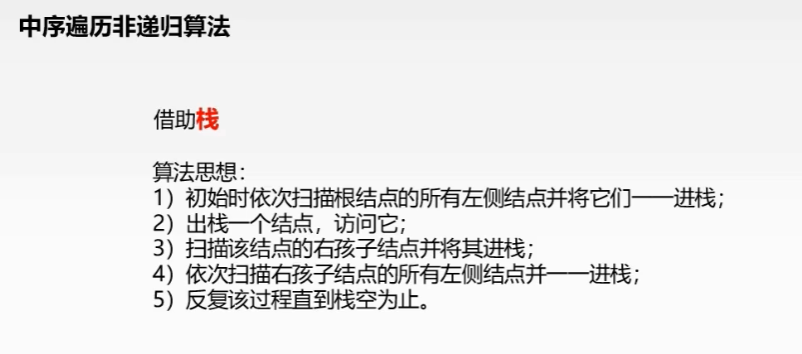 中序遍历非递归算法
借助栈
算法思想：
1）初始时依次扫描根结点的所有左侧结点并将它们一一进栈；
2）出栈一个结点，访问它；
3）扫描该结点的右孩子结点并将其进栈；
4）依次扫描右孩子结点的所有左侧结点并一一进栈；
5）反复该过程直到栈空为止。